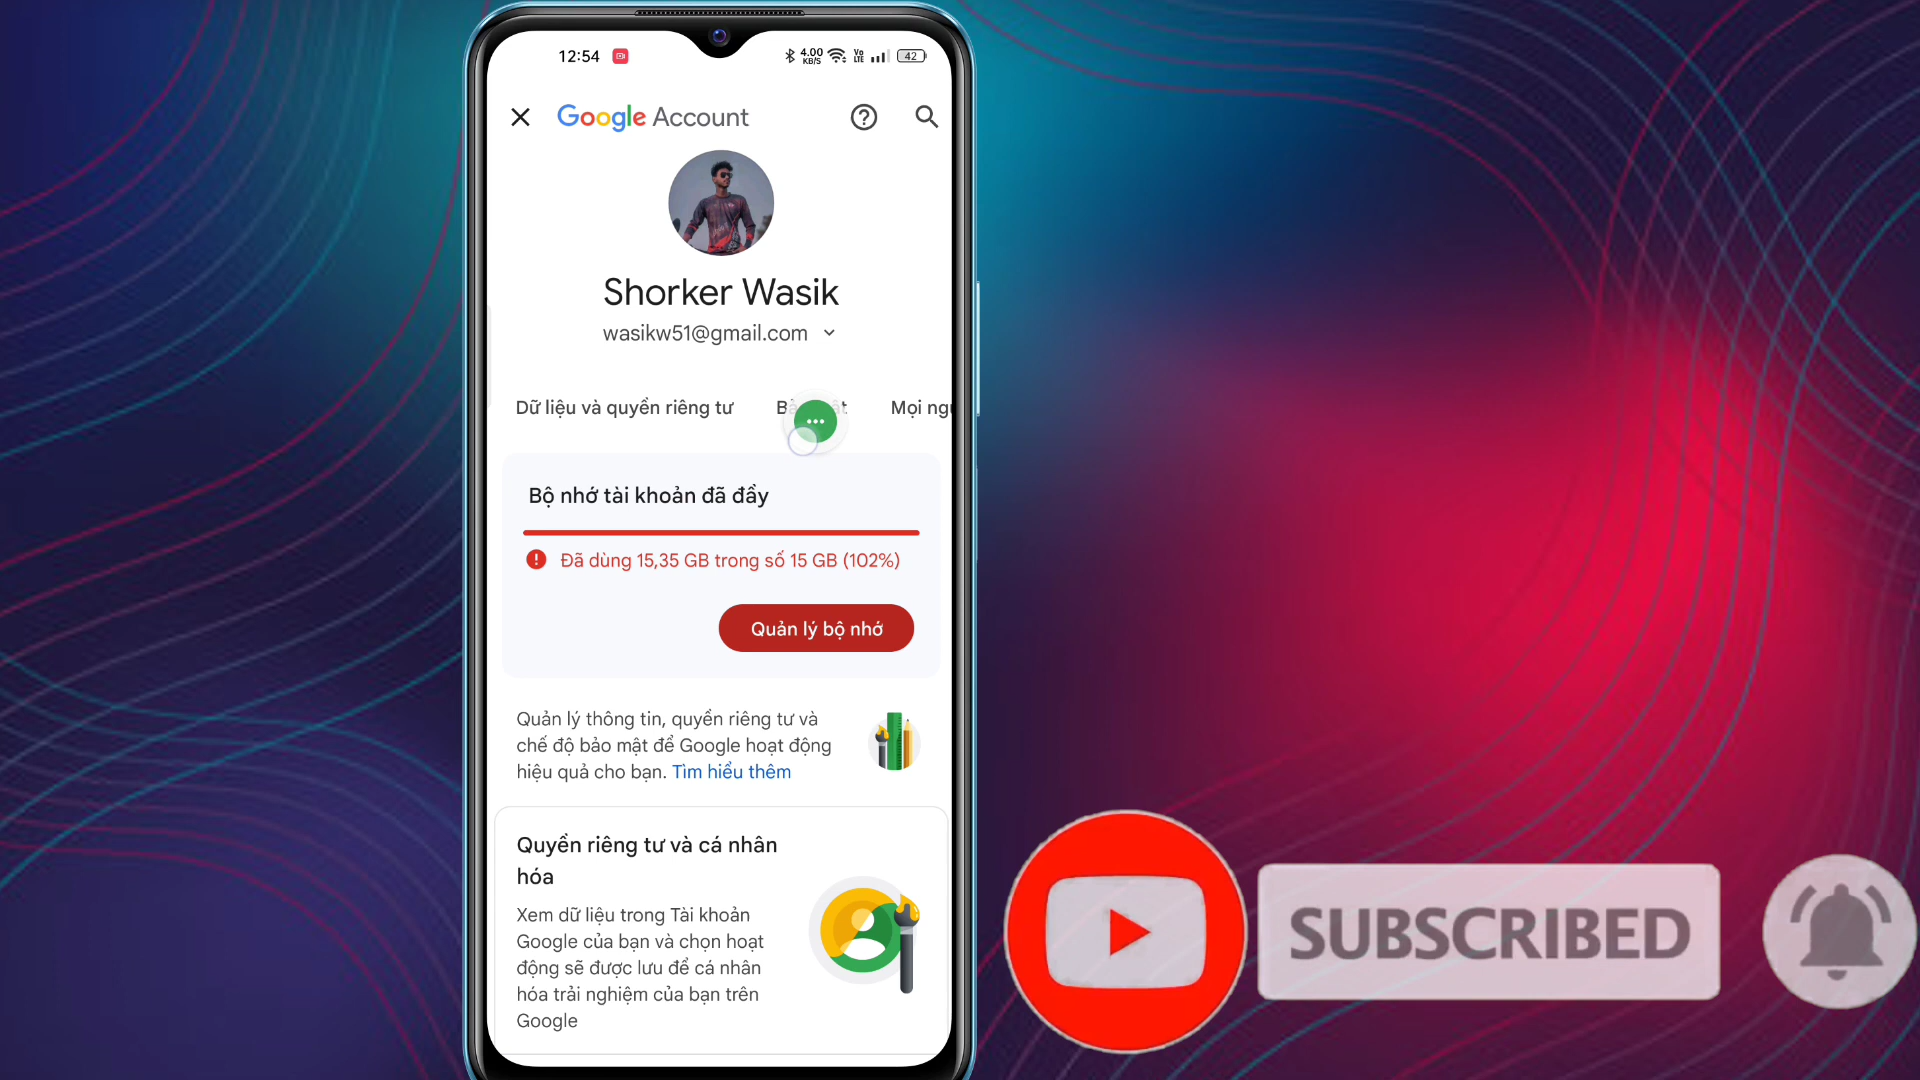 12:54
4.00
KB/S
Vo
LTE
42
Google Account
Shorker Wasik
wasikw51@gmail.com
Dữ liệu và quyền riêng tư
Bộ nhớ tài khoản đã đầy
Đã dùng 15,35 GB trong số 15 GB (102%)
Quản lý bộ nhớ
Quản lý thông tin, quyền riêng tư và
chế độ bảo mật để Google hoạt động
hiệu quả cho bạn. Tìm hiểu thêm
Quyền riêng tư và cá nhân
hóa
Xem dữ liệu trong Tài khoản
Google của bạn và chọn hoạt
động sẽ được lưu để cá nhân
hóa trải nghiệm của bạn trên
Google
SUBSCRIBED